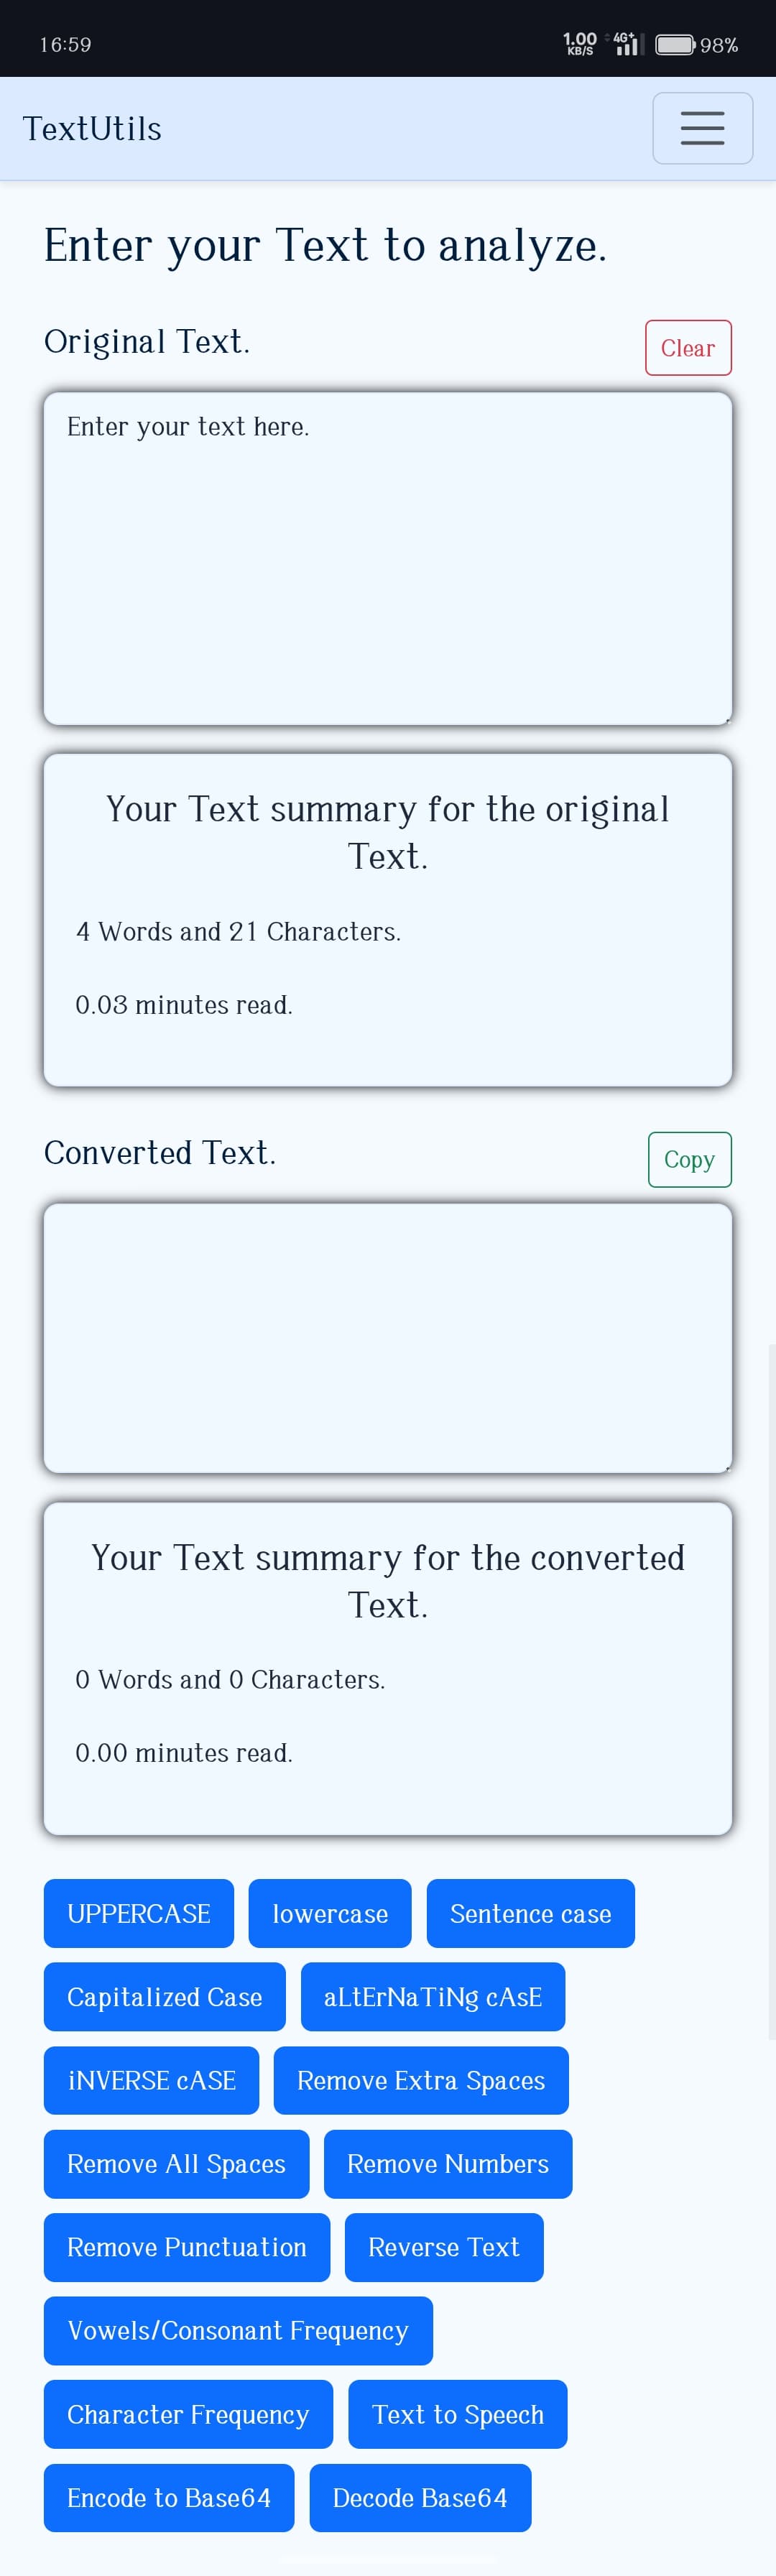 16:59
1.00 KB/S 4G+ 98%
TextUtils
Enter your Text to analyze.
Original Text.
Clear
Enter your text here.
Your Text summary for the original
Text.
4 Words and 21 Characters.
0.03 minutes read.
Converted Text.
Copy
Your Text summary for the converted
Text.
0 Words and 0 Characters.
0.00 minutes read.
UPPERCASE lowercase Sentence case
Capitalized Case aLtErNaTiNg cAsE
iNVERSE cASE Remove Extra Spaces
Remove All Spaces Remove Numbers
Remove Punctuation Reverse Text
Vowels/Consonant Frequency
Character Frequency Text to Speech
Encode to Base64 Decode Base64